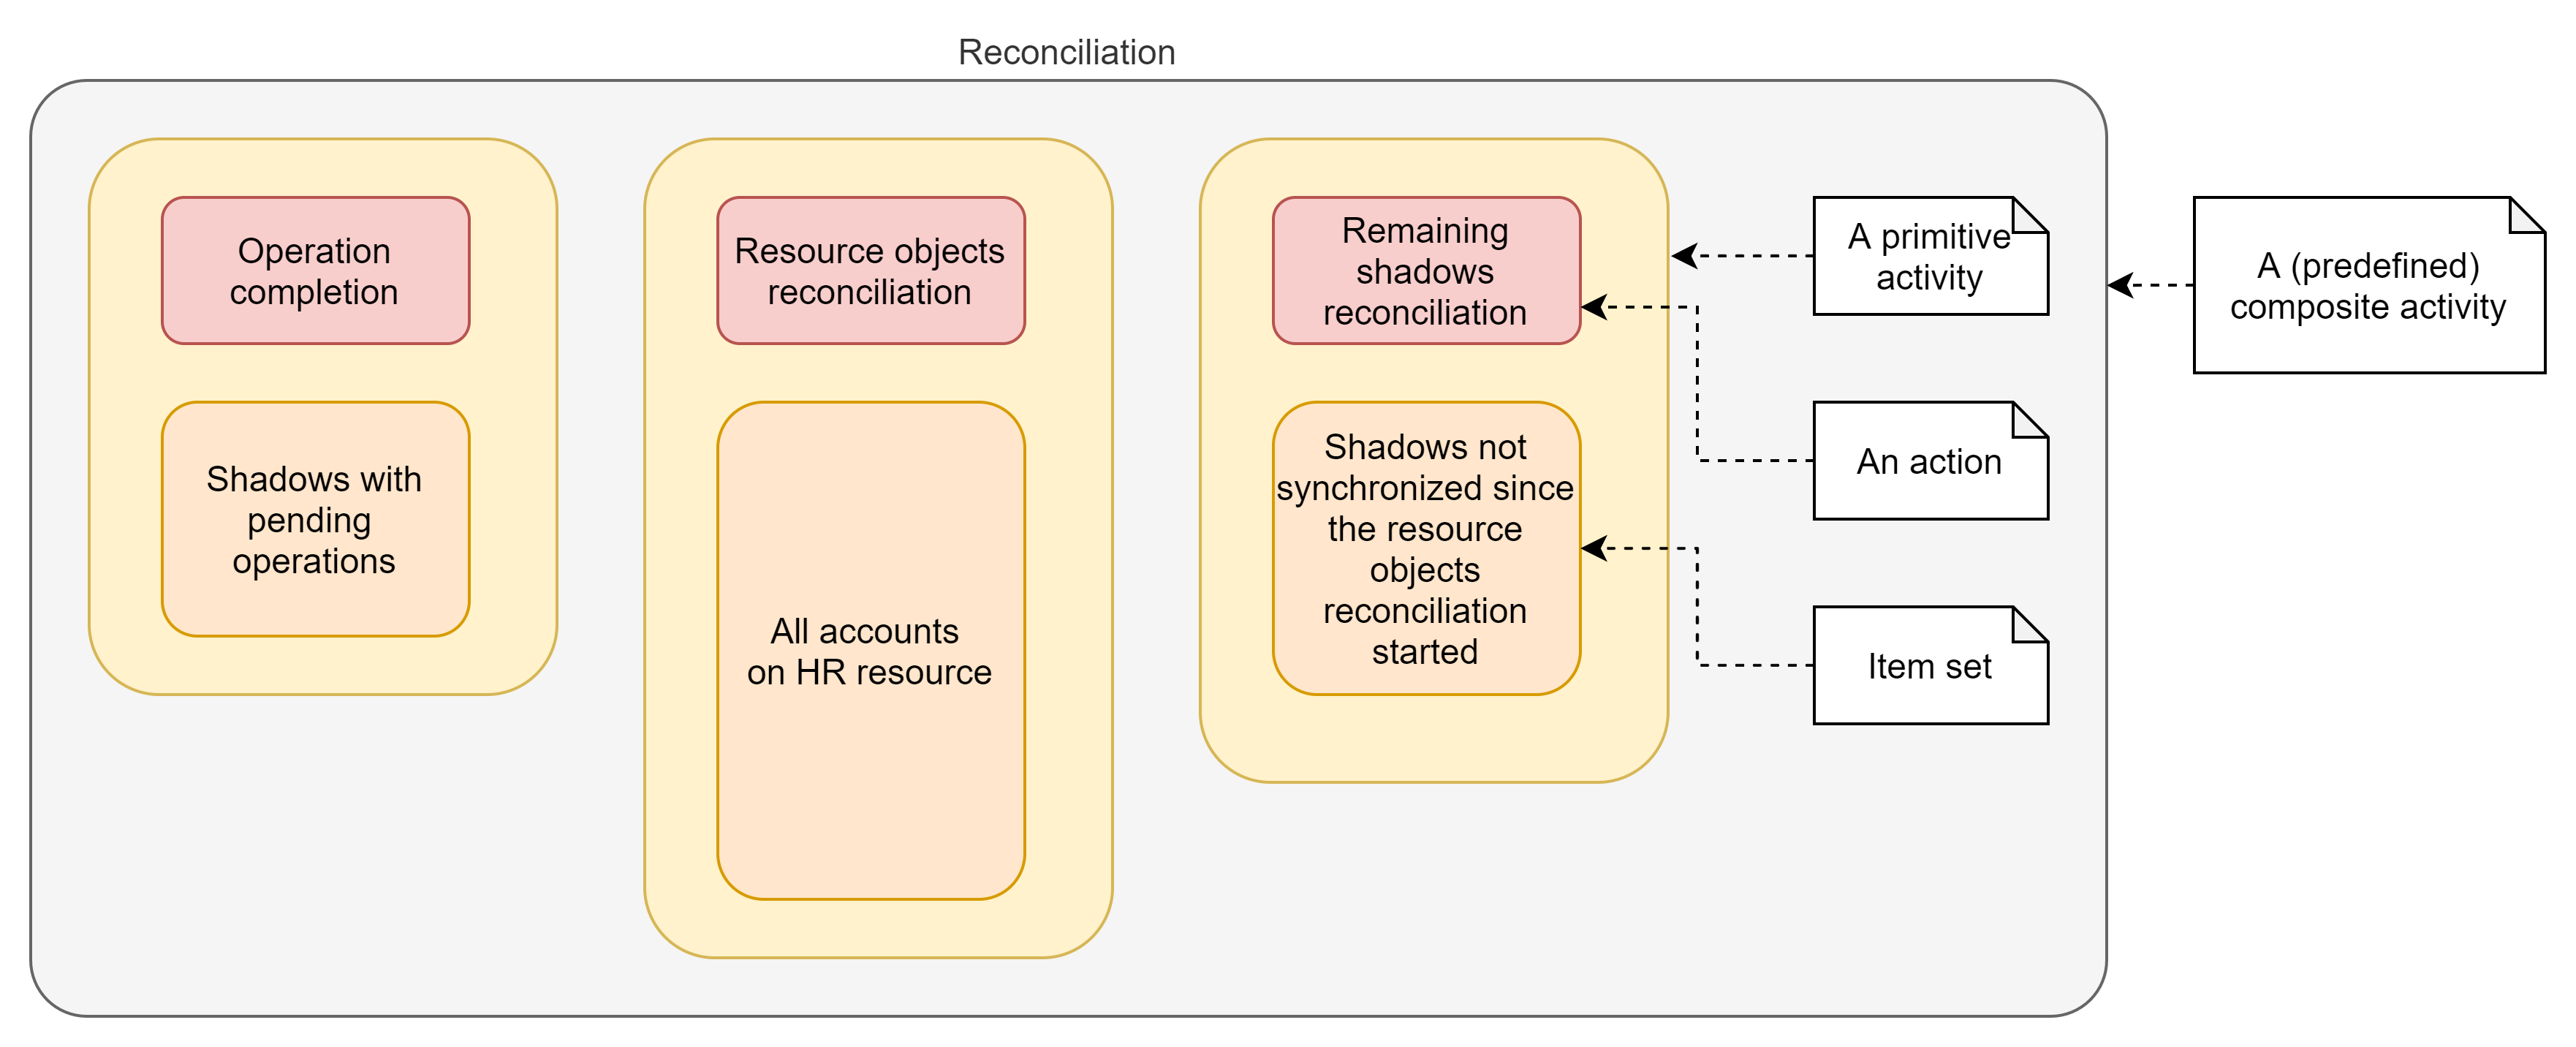 Reconciliation
Operation
completion
Shadows with
pending
operations
Resource objects
reconciliation
All accounts
on HR resource
Remaining
shadows
reconciliation
Shadows not
synchronized since
the resource
objects
reconciliation
started
A primitive
activity
An action
Item set
A (predefined)
composite activity